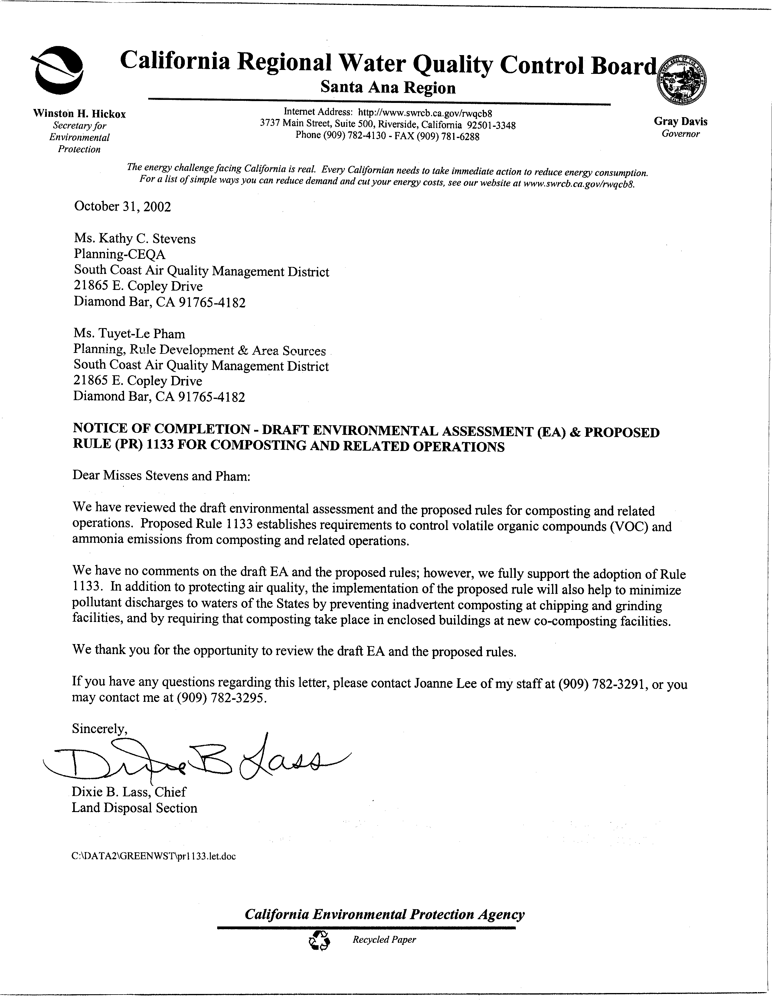 California Regional Water Quality Control Board
Santa Ana Region
Winston H. Hickox
Secretary for
Environmental
Protection
Internet Address: http://www.swrcb.ca.gov/rwqcb8
3737 Main Street, Suite 500, Riverside, California 92501-3348
Phone (909) 782-4130 - FAX (909) 781-6288
Gray Davis
Governor
The energy challenge facing California is real. Every Californian needs to take immediate action to reduce energy consumption.
For a list of simple ways you can reduce demand and cut your energy costs, see our website at www.swrcb.ca.gov/rwqcb8.
October 31, 2002
Ms. Kathy C. Stevens
Planning-CEQA
South Coast Air Quality Management District
21865 E. Copley Drive
Diamond Bar, CA 91765-4182
Ms. Tuyet-Le Pham
Planning, Rule Development & Area Sources
South Coast Air Quality Management District
21865 E. Copley Drive
Diamond Bar, CA 91765-4182
NOTICE OF COMPLETION - DRAFT ENVIRONMENTAL ASSESSMENT (EA) & PROPOSED
RULE (PR) 1133 FOR COMPOSTING AND RELATED OPERATIONS
Dear Misses Stevens and Pham:
We have reviewed the draft environmental assessment and the proposed rules for composting and related
operations. Proposed Rule 1133 establishes requirements to control volatile organic compounds (VOC) and
ammonia emissions from composting and related operations.
We have no comments on the draft EA and the proposed rules; however, we fully support the adoption of Rule
1133. In addition to protecting air quality, the implementation of the proposed rule will also help to minimize
pollutant discharges to waters of the States by preventing inadvertent composting at chipping and grinding
facilities, and by requiring that composting take place in enclosed buildings at new co-composting facilities.
We thank you for the opportunity to review the draft EA and the proposed rules.
If you have any questions regarding this letter, please contact Joanne Lee of my staff at (909) 782-3291, or you
may contact me at (909) 782-3295.
Sincerely,
Dixie B Lass
Dixie B. Lass, Chief
Land Disposal Section
C:\DATA2\GREENWST\pr1133.let.doc
California Environmental Protection Agency
Recycled Paper